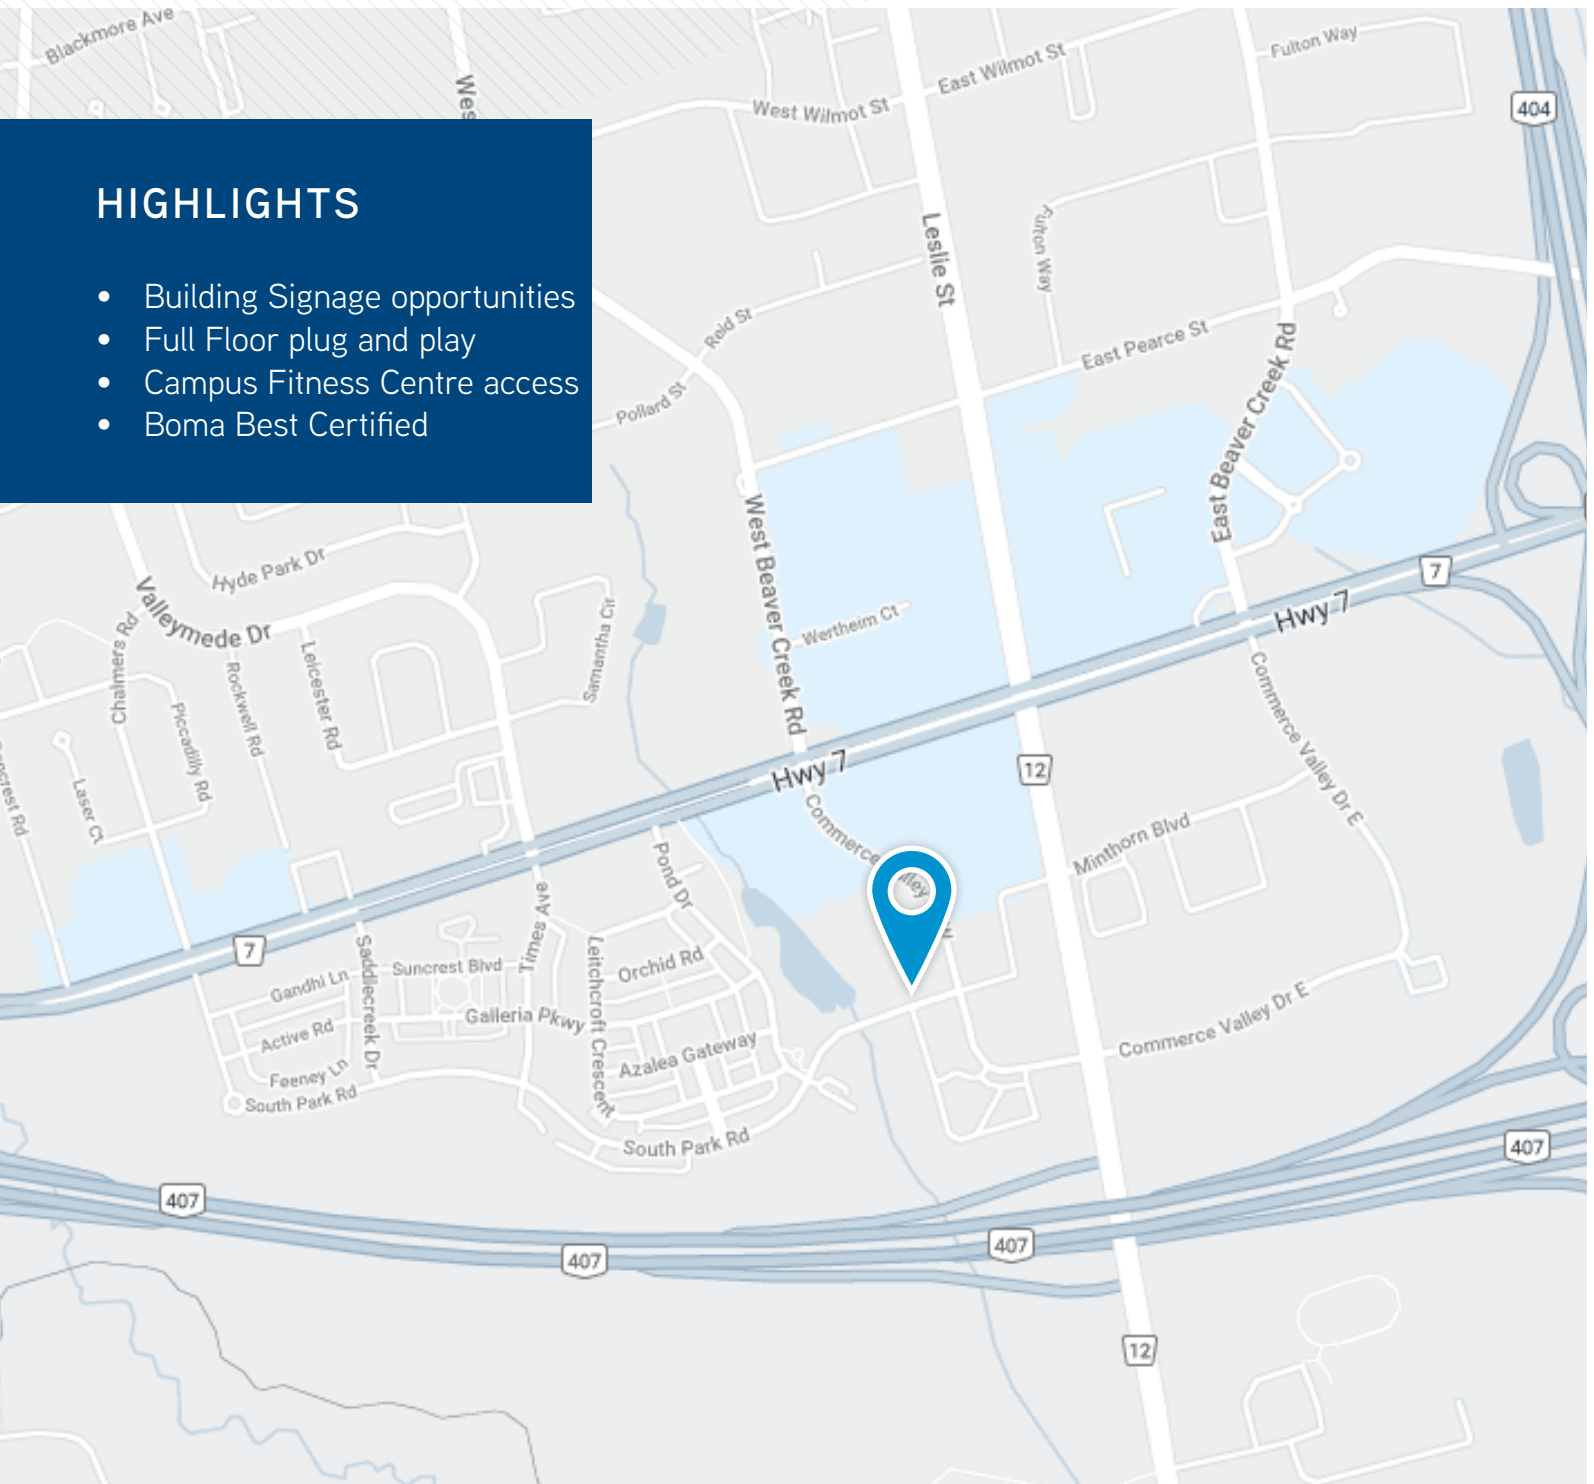 Blackmore Ave
Wes
West Wilmot St
East Wilmot St
Fulton Way
404
HIGHLIGHTS
• Building Signage opportunities
• Full Floor plug and play
• Campus Fitness Centre access
• Boma Best Certified
Leslie St
Fulton Way
Reid St
East Pearce St
Pollard St
East Beaver Creek Rd
West Beaver Creek Rd
Hyde Park Dr
Valleymede Dr
Chalmers Rd
Rockwell Rd
Leicester Rd
Samantha Cir
Wertheim Ct
7
Hwy 7
Piccadilly Rd
Laser Ct
crest Rd
Hwy 7
12
Commerce Valley Dr E
Commerce
lley
Minthorn Blvd
Pond Dr
Times Ave
7
Saddlecreek Dr
Suncrest Blvd
Leitchcroft Crescent
Orchid Rd
Gandhi Ln
Galleria Pkwy
Active Rd
Azalea Gateway
Feeney Ln
South Park Rd
Commerce Valley Dr E
South Park Rd
407
407
407
407
12